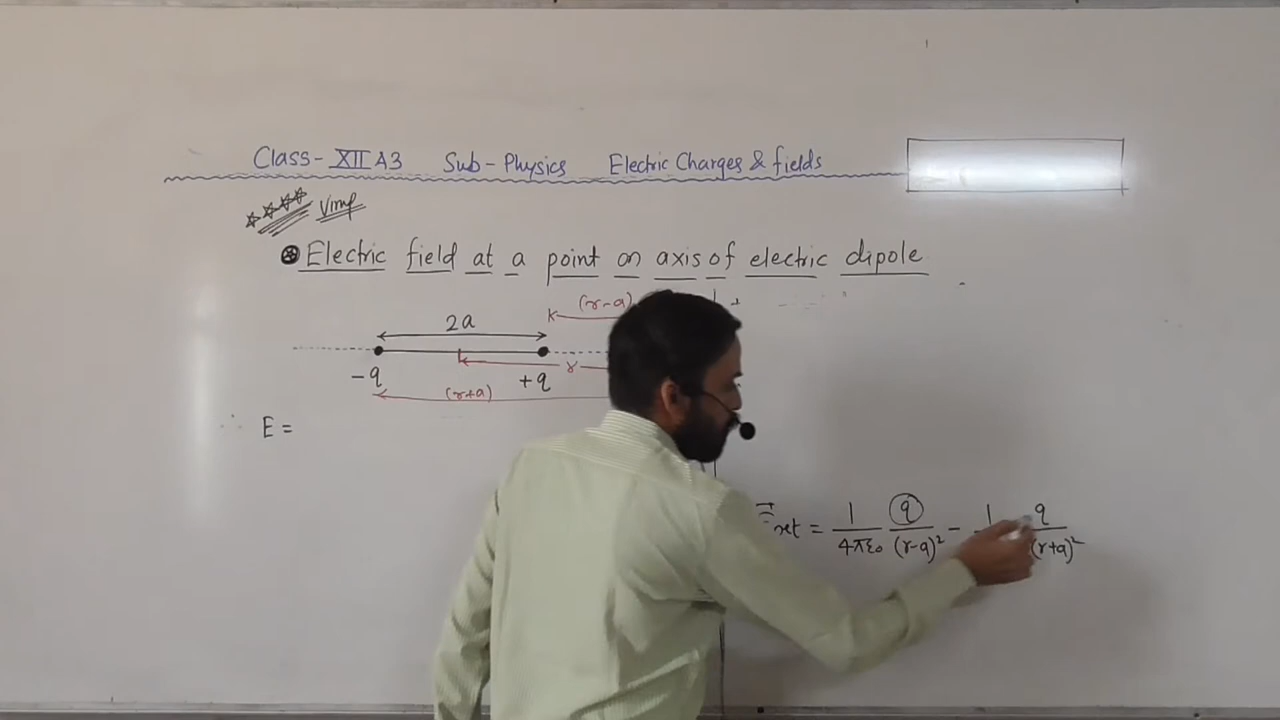 Class- XII A3 Sub- Physics Electric Charges & fields
Vimp
Electric field at a point on axis of electric dipole
(r-a)
2a
-q +q r
(r+a)
E =
net = 1/4πε₀ q/(r-a)² - 1 q/(r+a)²